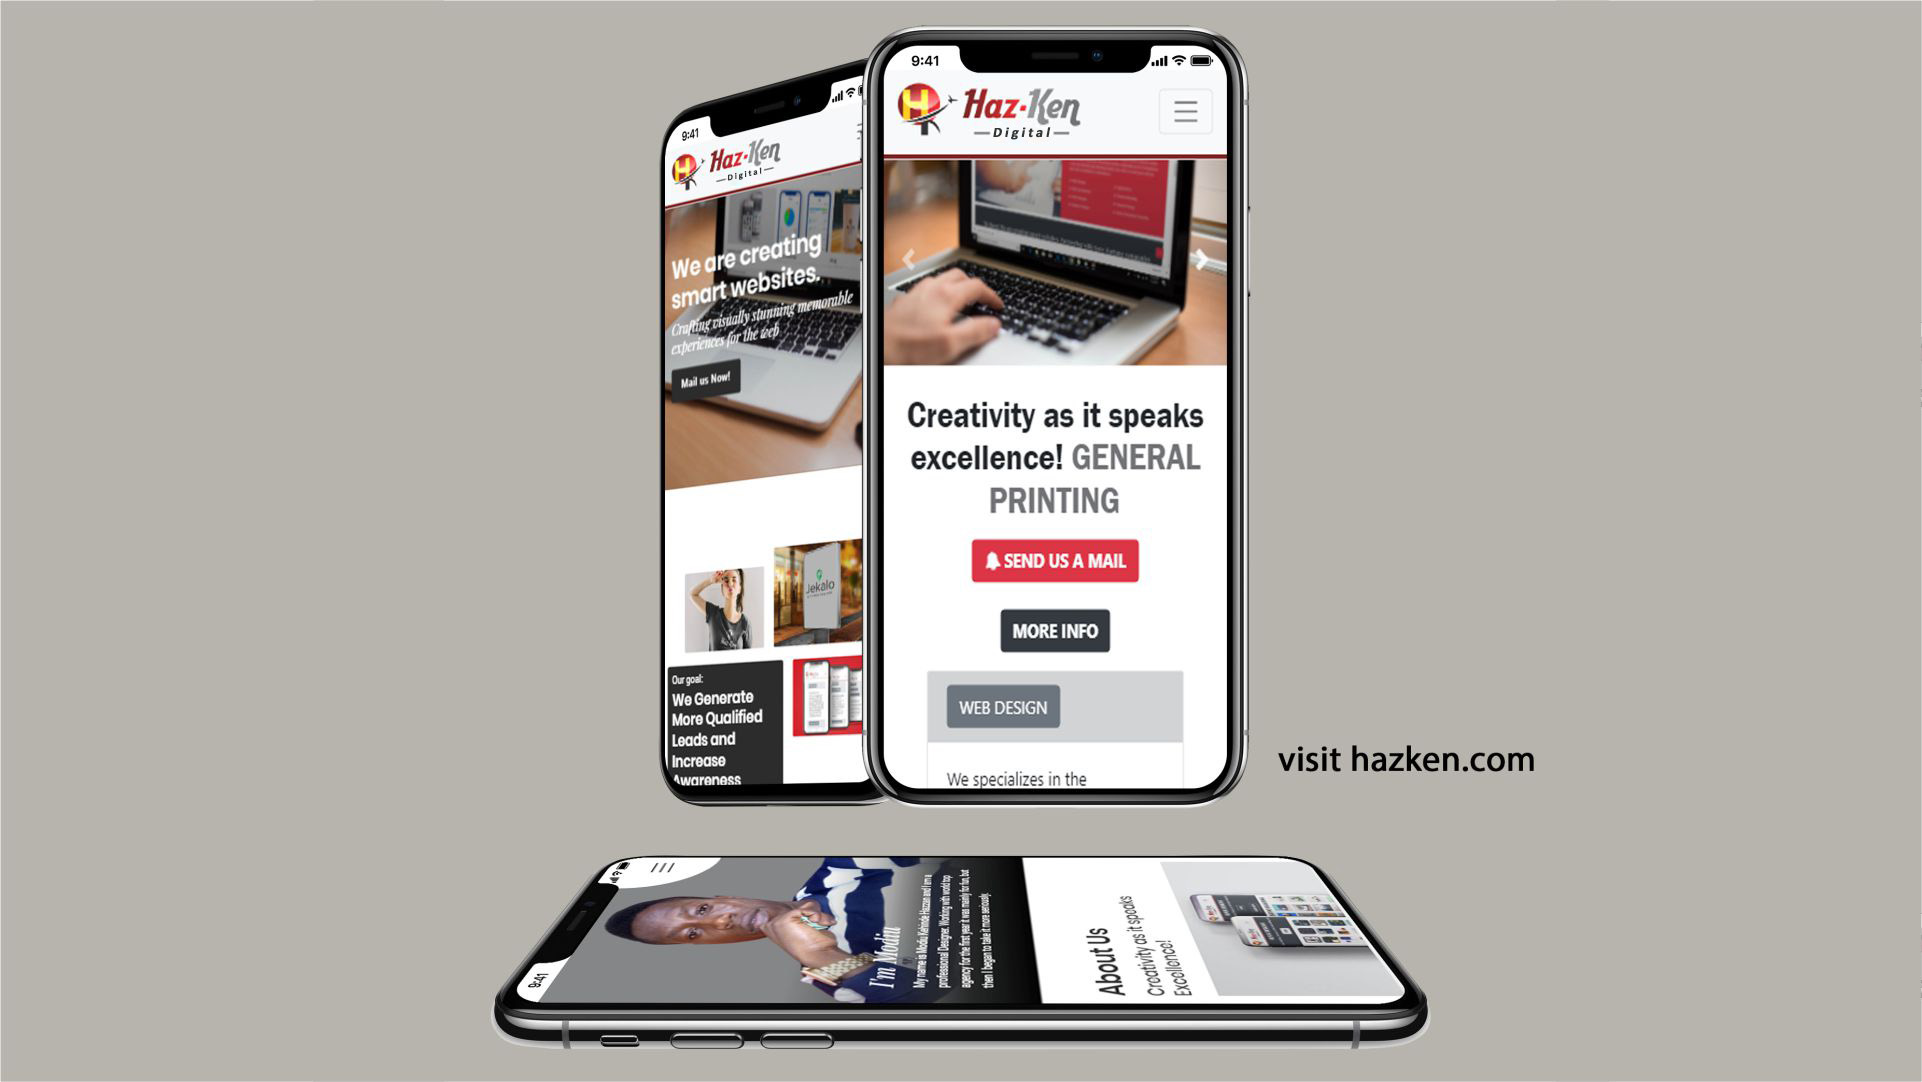 9:41
Haz-Ken
Digital
We are creating
smart websites.
Crafting visually stunning memorable
experiences for the web
Mail us Now!
Jekalo
Our goal:
We Generate
More Qualified
Leads and
Increase
Awareness
9:41
H
Haz-Ken
Digital
Creativity as it speaks
excellence! GENERAL
PRINTING
SEND US A MAIL
MORE INFO
WEB DESIGN
We specializes in the
visit hazken.com
9:41
I'm Modiu
My name is Modiu Kehinde Hazzan and I am a
professional Designer. Working with world top
agency for the first year it was mainly for fun, but
then I began to take it more seriously.
About Us
Creativity as it speaks
Excellence!